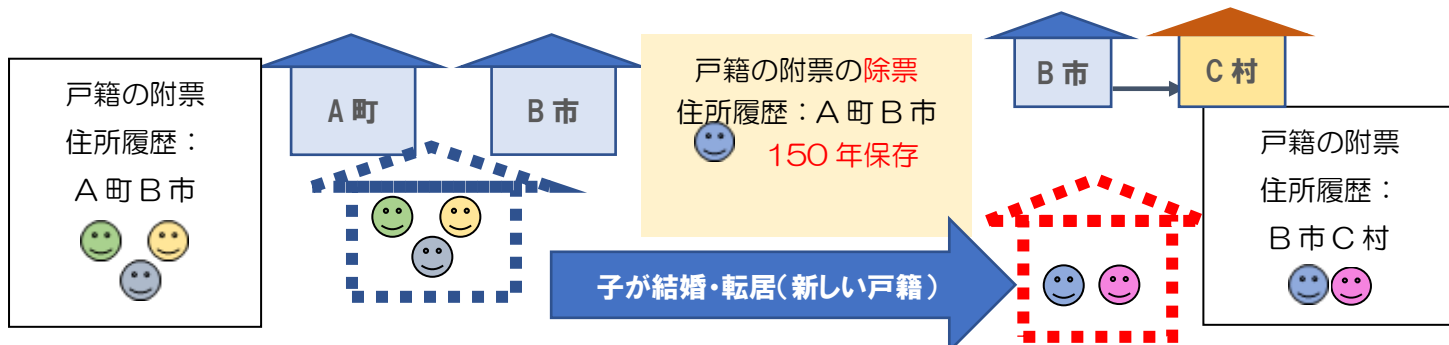 戸籍の附票
住所履歴：
A町B市
A町
B市
戸籍の附票の除票
住所履歴：A町B市
150年保存
子が結婚・転居（新しい戸籍）
B市
C村
戸籍の附票
住所履歴：
B市C村